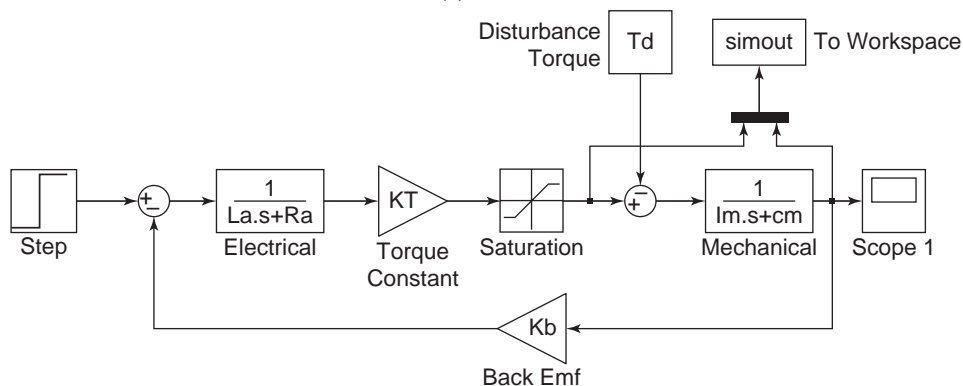 Disturbance
Torque
Td
simout
To Workspace
Step
1
La.s+Ra
Electrical
KT
Torque
Constant
Saturation
1
Im.s+cm
Mechanical
Scope 1
Kb
Back Emf